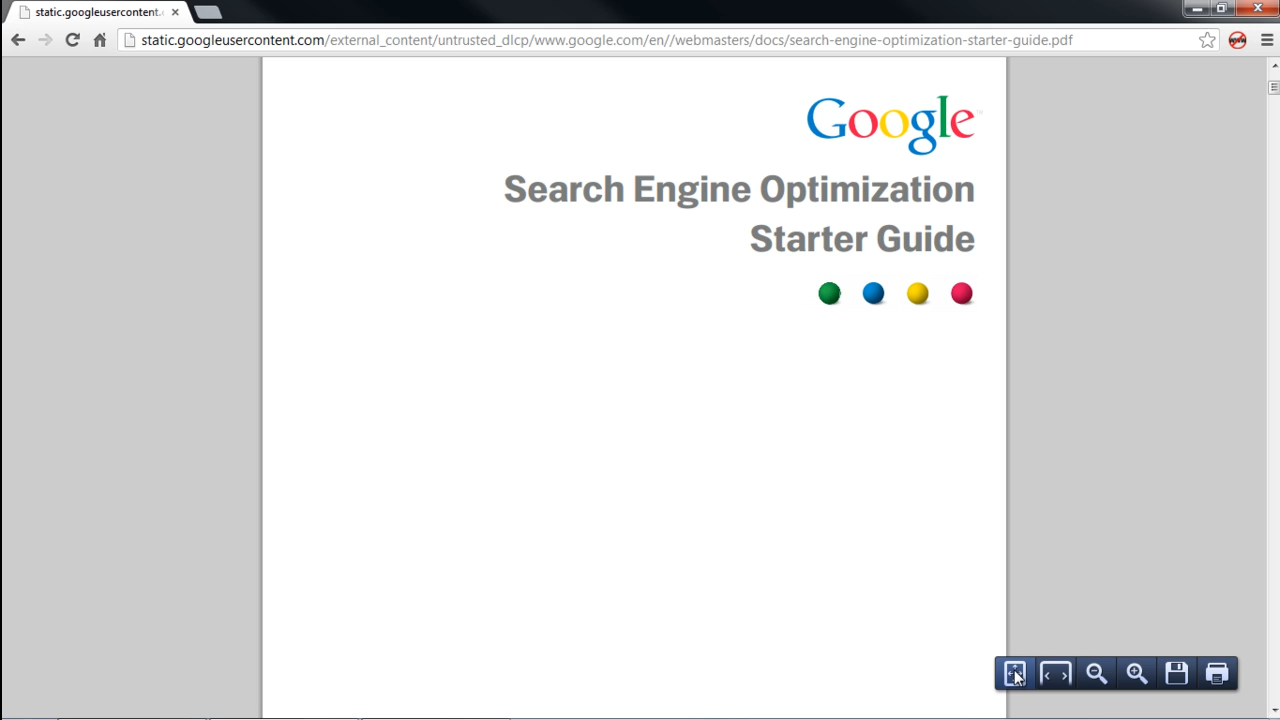 static.googleusercontent.
static.googleusercontent.com/external_content/untrusted_dlcp/www.google.com/en//webmasters/docs/search-engine-optimization-starter-guide.pdf
Google
Search Engine Optimization
Starter Guide